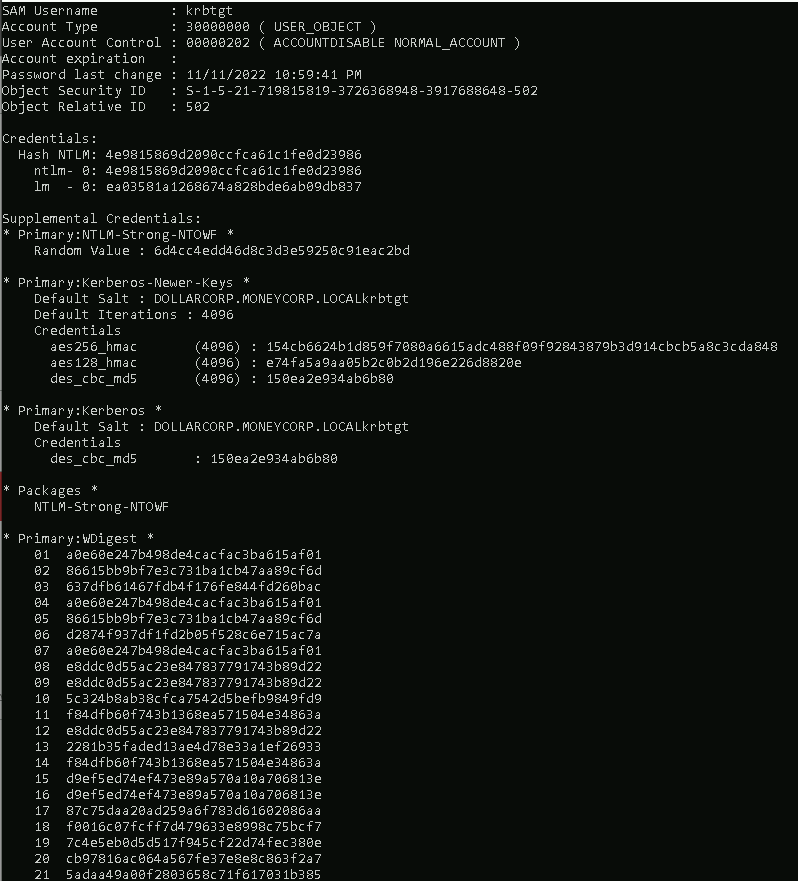 SAM Username         : krbtgt
Account Type         : 30000000 ( USER_OBJECT )
User Account Control : 00000202 ( ACCOUNTDISABLE NORMAL_ACCOUNT )
Account expiration   :
Password last change : 11/11/2022 10:59:41 PM
Object Security ID   : S-1-5-21-719815819-3726368948-3917688648-502
Object Relative ID   : 502
Credentials:
  Hash NTLM: 4e9815869d2090ccfca61c1fe0d23986
    ntlm- 0: 4e9815869d2090ccfca61c1fe0d23986
    lm  - 0: ea03581a1268674a828bde6ab09db837
Supplemental Credentials:
* Primary:NTLM-Strong-NTOWF *
    Random Value : 6d4cc4edd46d8c3d3e59250c91eac2bd
* Primary:Kerberos-Newer-Keys *
    Default Salt : DOLLARCORP.MONEYCORP.LOCALkrbtgt
    Default Iterations : 4096
    Credentials
      aes256_hmac       (4096) : 154cb6624b1d859f7080a6615adc488f09f92843879b3d914cbcb5a8c3cda848
      aes128_hmac       (4096) : e74fa5a9aa05b2c0b2d196e226d8820e
      des_cbc_md5       (4096) : 150ea2e934ab6b80
* Primary:Kerberos *
    Default Salt : DOLLARCORP.MONEYCORP.LOCALkrbtgt
    Credentials
      des_cbc_md5       : 150ea2e934ab6b80
* Packages *
    NTLM-Strong-NTOWF
* Primary:WDigest *
    01  a0e60e247b498de4cacfac3ba615af01
    02  86615bb9bf7e3c731ba1cb47aa89cf6d
    03  637dfb61467fdb4f176fe844fd260bac
    04  a0e60e247b498de4cacfac3ba615af01
    05  86615bb9bf7e3c731ba1cb47aa89cf6d
    06  d2874f937df1fd2b05f528c6e715ac7a
    07  a0e60e247b498de4cacfac3ba615af01
    08  e8ddc0d55ac23e847837791743b89d22
    09  e8ddc0d55ac23e847837791743b89d22
    10  5c324b8ab38cfca7542d5befb9849fd9
    11  f84dfb60f743b1368ea571504e34863a
    12  e8ddc0d55ac23e847837791743b89d22
    13  2281b35faded13ae4d78e33a1ef26933
    14  f84dfb60f743b1368ea571504e34863a
    15  d9ef5ed74ef473e89a570a10a706813e
    16  d9ef5ed74ef473e89a570a10a706813e
    17  87c75daa20ad259a6f783d61602086aa
    18  f0016c07fcff7d479633e8998c75bcf7
    19  7c4e5eb0d5d517f945cf22d74fec380e
    20  cb97816ac064a567fe37e8e8c863f2a7
    21  5adaa49a00f2803658c71f617031b385